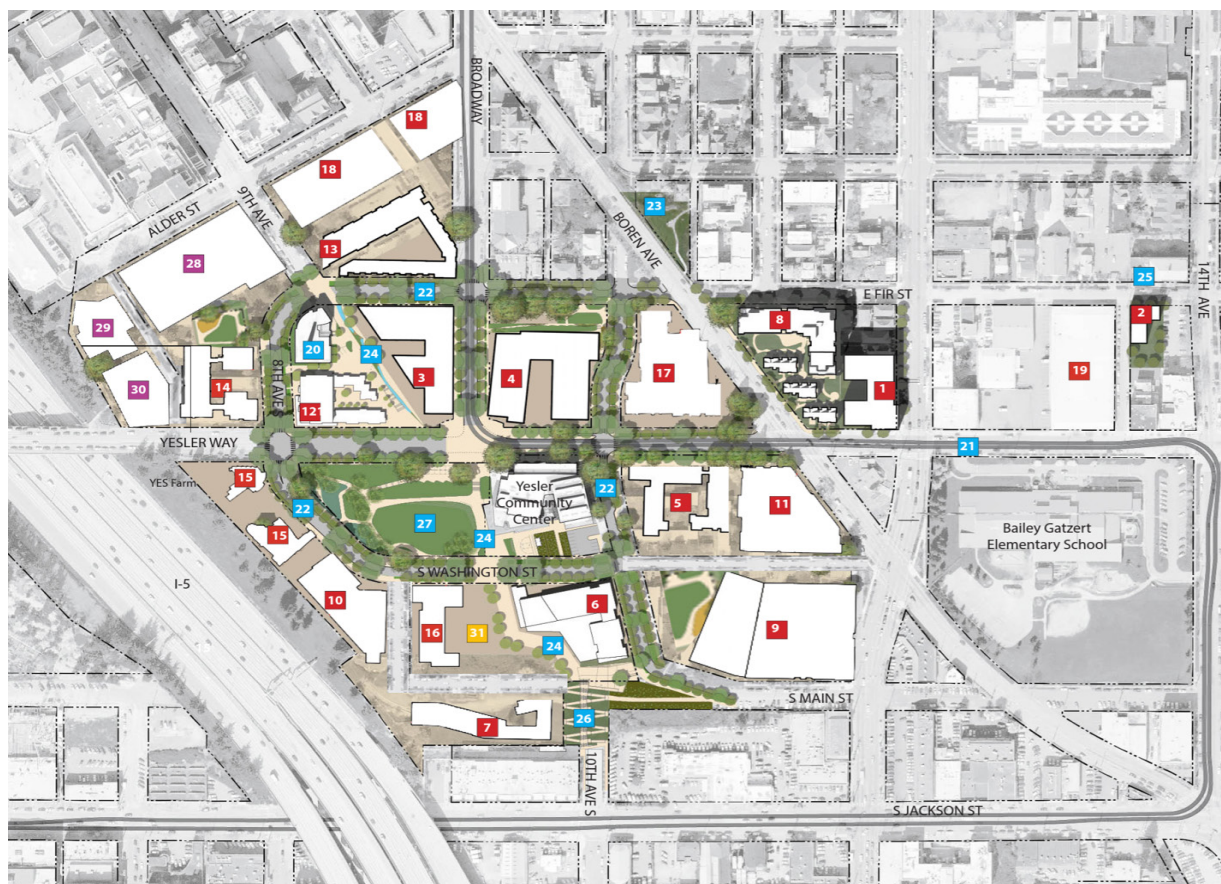 BROADWAY
18
18
9TH AVE
ALDER ST
23
BOREN AVE
13
28
22
25
14TH AVE
E FIR ST
29
20
24
8
2
30
14
8TH AVE S
121
3
4
17
1
19
YESLER WAY
21
YES Farm
15
22
27
24
Yesler
Community
Center
22
5
11
Bailey Gatzert
Elementary School
15
I-5
S WASHINGTON ST
10
16
31
6
24
9
S MAIN ST
7
26
10TH AVE S
S JACKSON ST